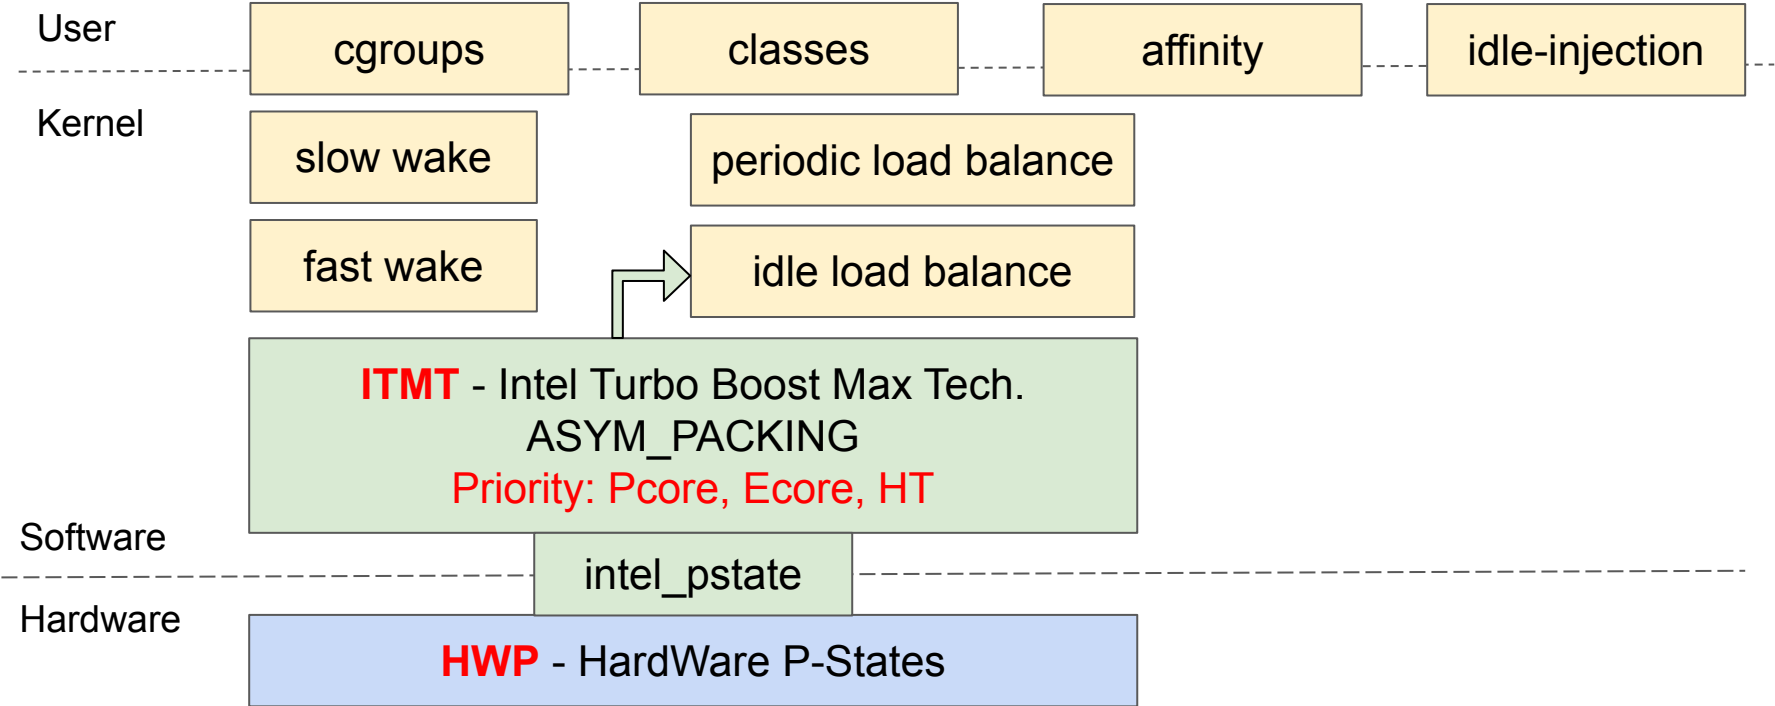 User
cgroups
classes
affinity
idle-injection
Kernel
slow wake
periodic load balance
fast wake
idle load balance
ITMT - Intel Turbo Boost Max Tech.
ASYM_PACKING
Priority: Pcore, Ecore, HT
Software
intel_pstate
Hardware
HWP - HardWare P-States